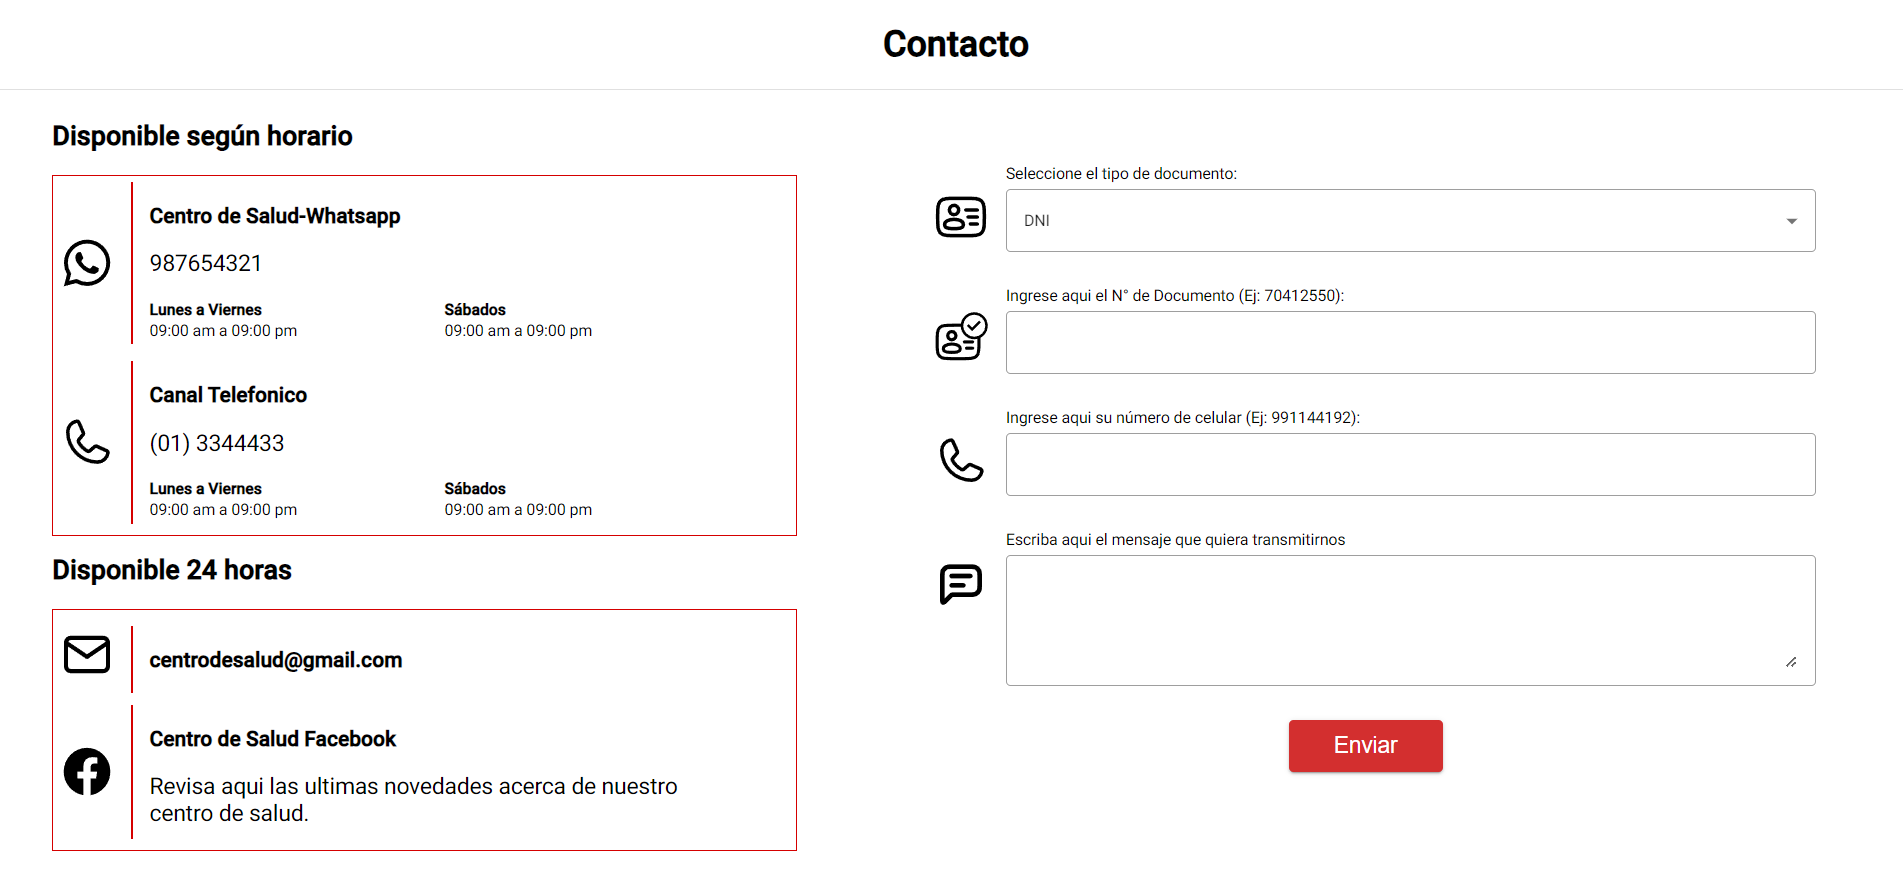 Contacto
Disponible según horario
Centro de Salud-Whatsapp
987654321
Lunes a Viernes
09:00 am a 09:00 pm
Sábados
09:00 am a 09:00 pm
Canal Telefonico
(01) 3344433
Lunes a Viernes
09:00 am a 09:00 pm
Sábados
09:00 am a 09:00 pm
Disponible 24 horas
centrodesalud@gmail.com
Centro de Salud Facebook
Revisa aqui las ultimas novedades acerca de nuestro
centro de salud.
Seleccione el tipo de documento:
DNI
Ingrese aqui el N° de Documento (Ej: 70412550):
Ingrese aqui su número de celular (Ej: 991144192):
Escriba aqui el mensaje que quiera transmitirnos
Enviar